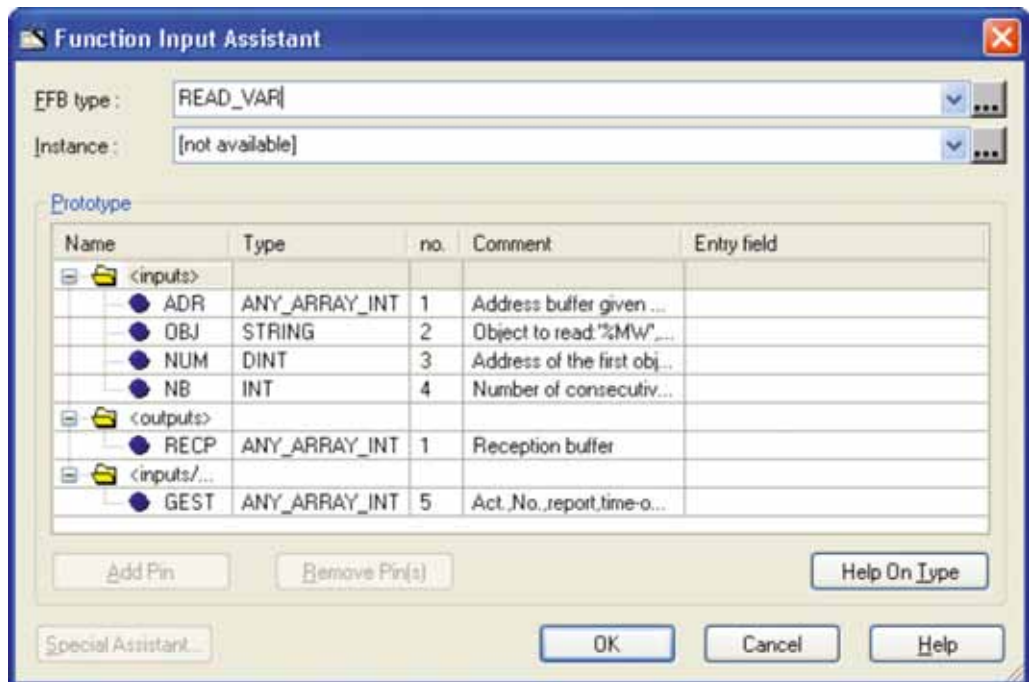 Function Input Assistant
FFB type : READ_VAR
Instance : [not available]
Prototype
Name Type no. Comment Entry field
<inputs>
ADR ANY_ARRAY_INT 1 Address buffer given ...
OBJ STRING 2 Object to read:'%MW',...
NUM DINT 3 Address of the first obj...
NB INT 4 Number of consecutiv...
<outputs>
RECP ANY_ARRAY_INT 1 Reception buffer
<inputs/...
GEST ANY_ARRAY_INT 5 Act.,No.,report,time-o...
Add Pin Remove Pin(s) Help On Type
Special Assistant... OK Cancel Help